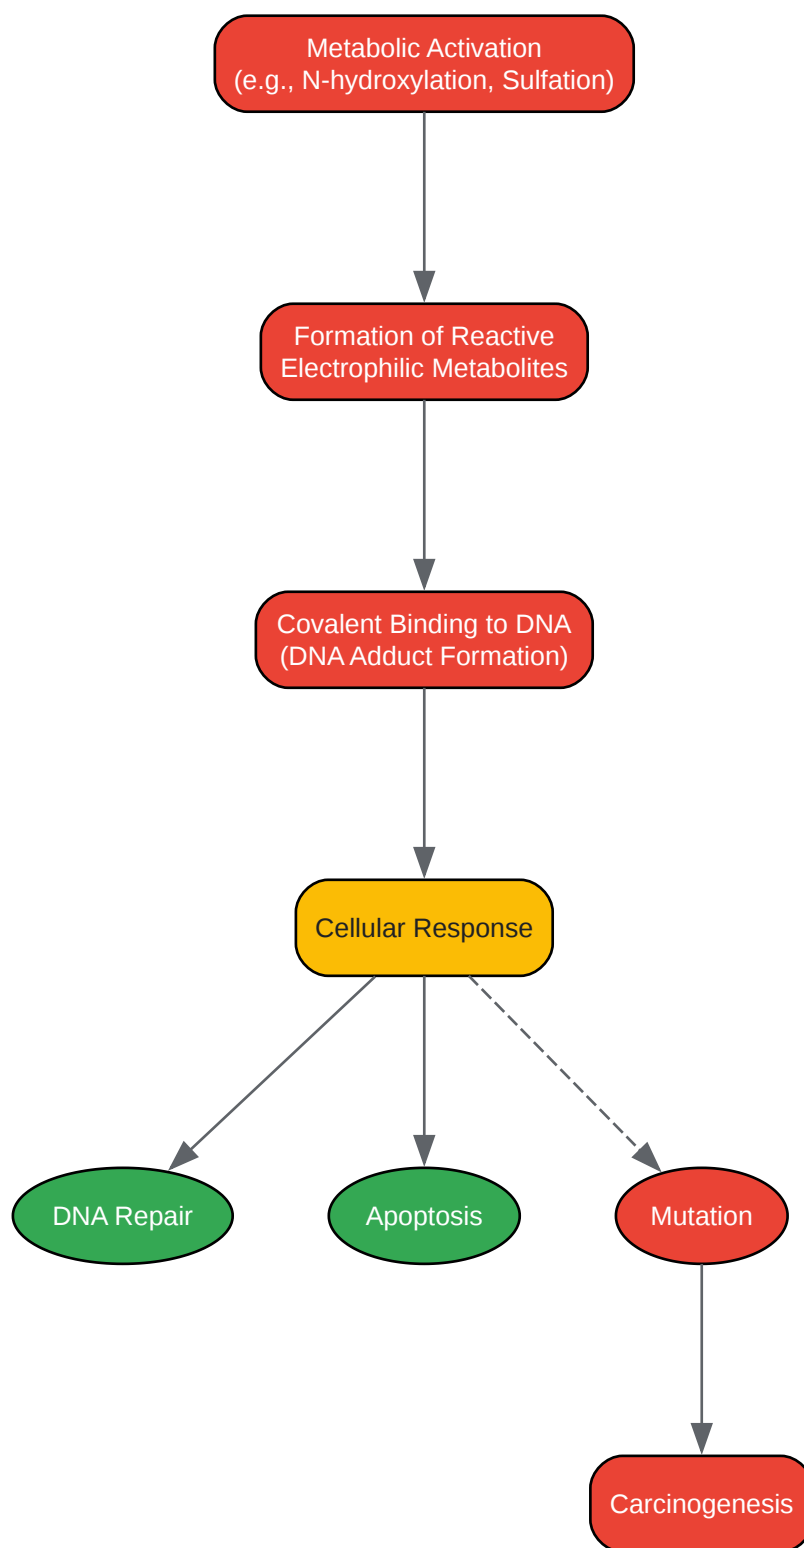 Metabolic Activation
(e.g., N-hydroxylation, Sulfation)
Formation of Reactive
Electrophilic Metabolites
Covalent Binding to DNA
(DNA Adduct Formation)
Cellular Response
DNA Repair
Apoptosis
Mutation
Carcinogenesis